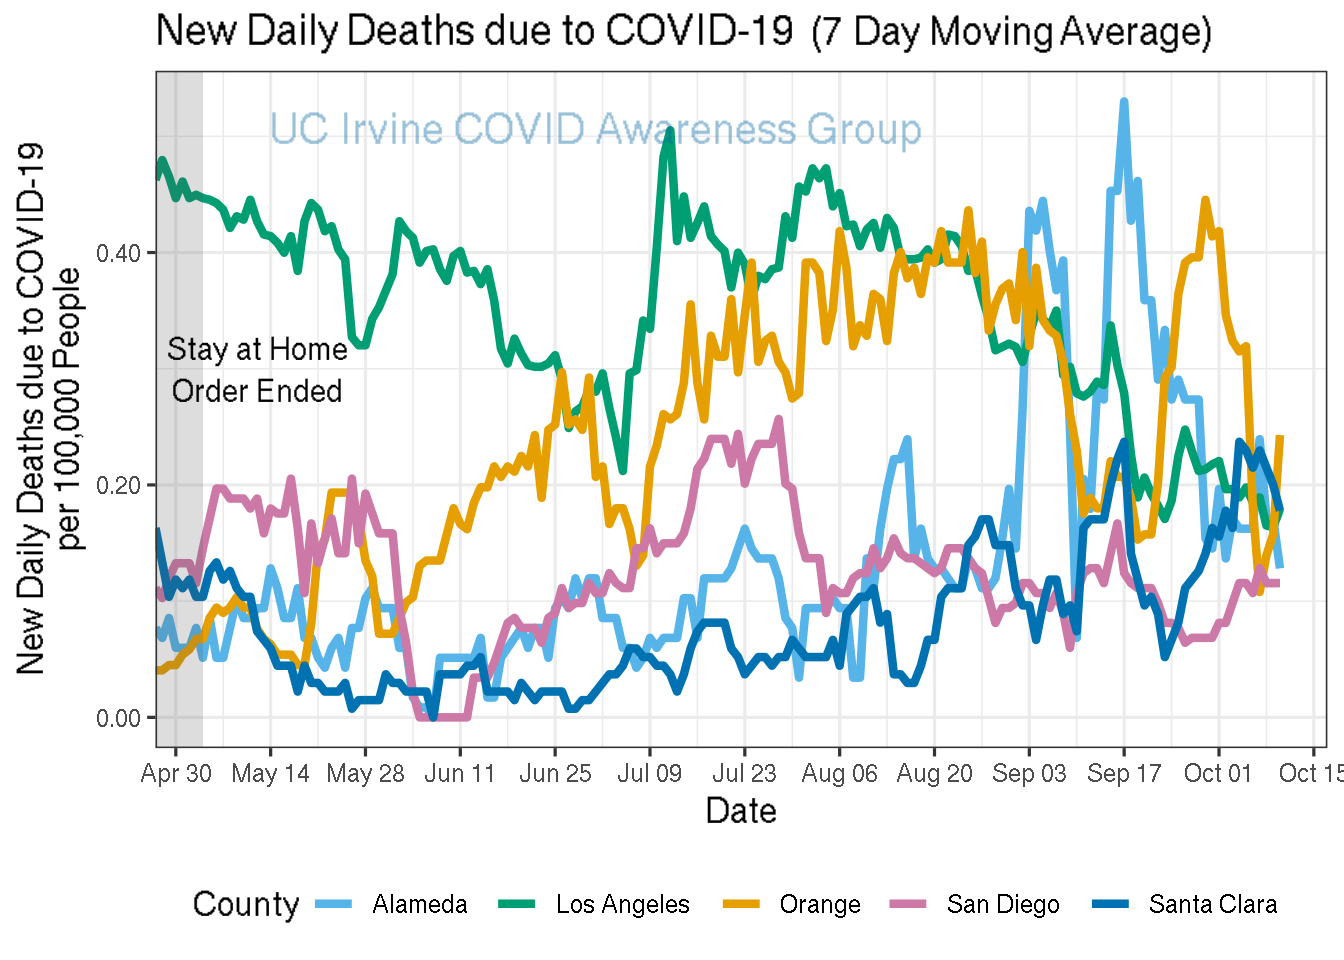 New Daily Deaths due to COVID-19 (7 Day Moving Average)
UC Irvine COVID Awareness Group
New Daily Deaths due to COVID-19
per 100,000 People
0.40
0.20
0.00
Stay at Home
Order Ended
Apr 30 May 14 May 28 Jun 11 Jun 25 Jul 09 Jul 23 Aug 06 Aug 20 Sep 03 Sep 17 Oct 01 Oct 15
Date
County Alameda Los Angeles Orange San Diego Santa Clara